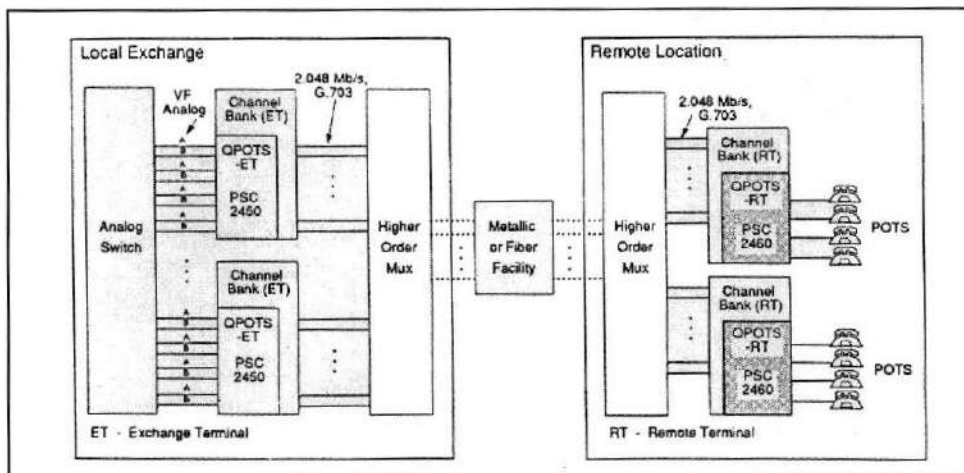 Local Exchange
VF
Analog
2.048 Mb/s,
G.703
Channel
Bank (ET)
QPOTS
-ET
PSC
2450
A
B
A
B
A
B
A
B
Analog
Switch
Higher
Order
Mux
Channel
Bank (ET)
QPOTS
-ET
PSC
2450
A
B
A
B
A
B
A
B
ET - Exchange Terminal
Metallic
or Fiber
Facility
Remote Location
2.048 Mb/s,
G.703
Channel
Bank (RT)
QPOTS
-RT
PSC
2460
POTS
Higher
Order
Mux
Channel
Bank (RT)
QPOTS
-RT
PSC
2460
POTS
RT - Remote Terminal